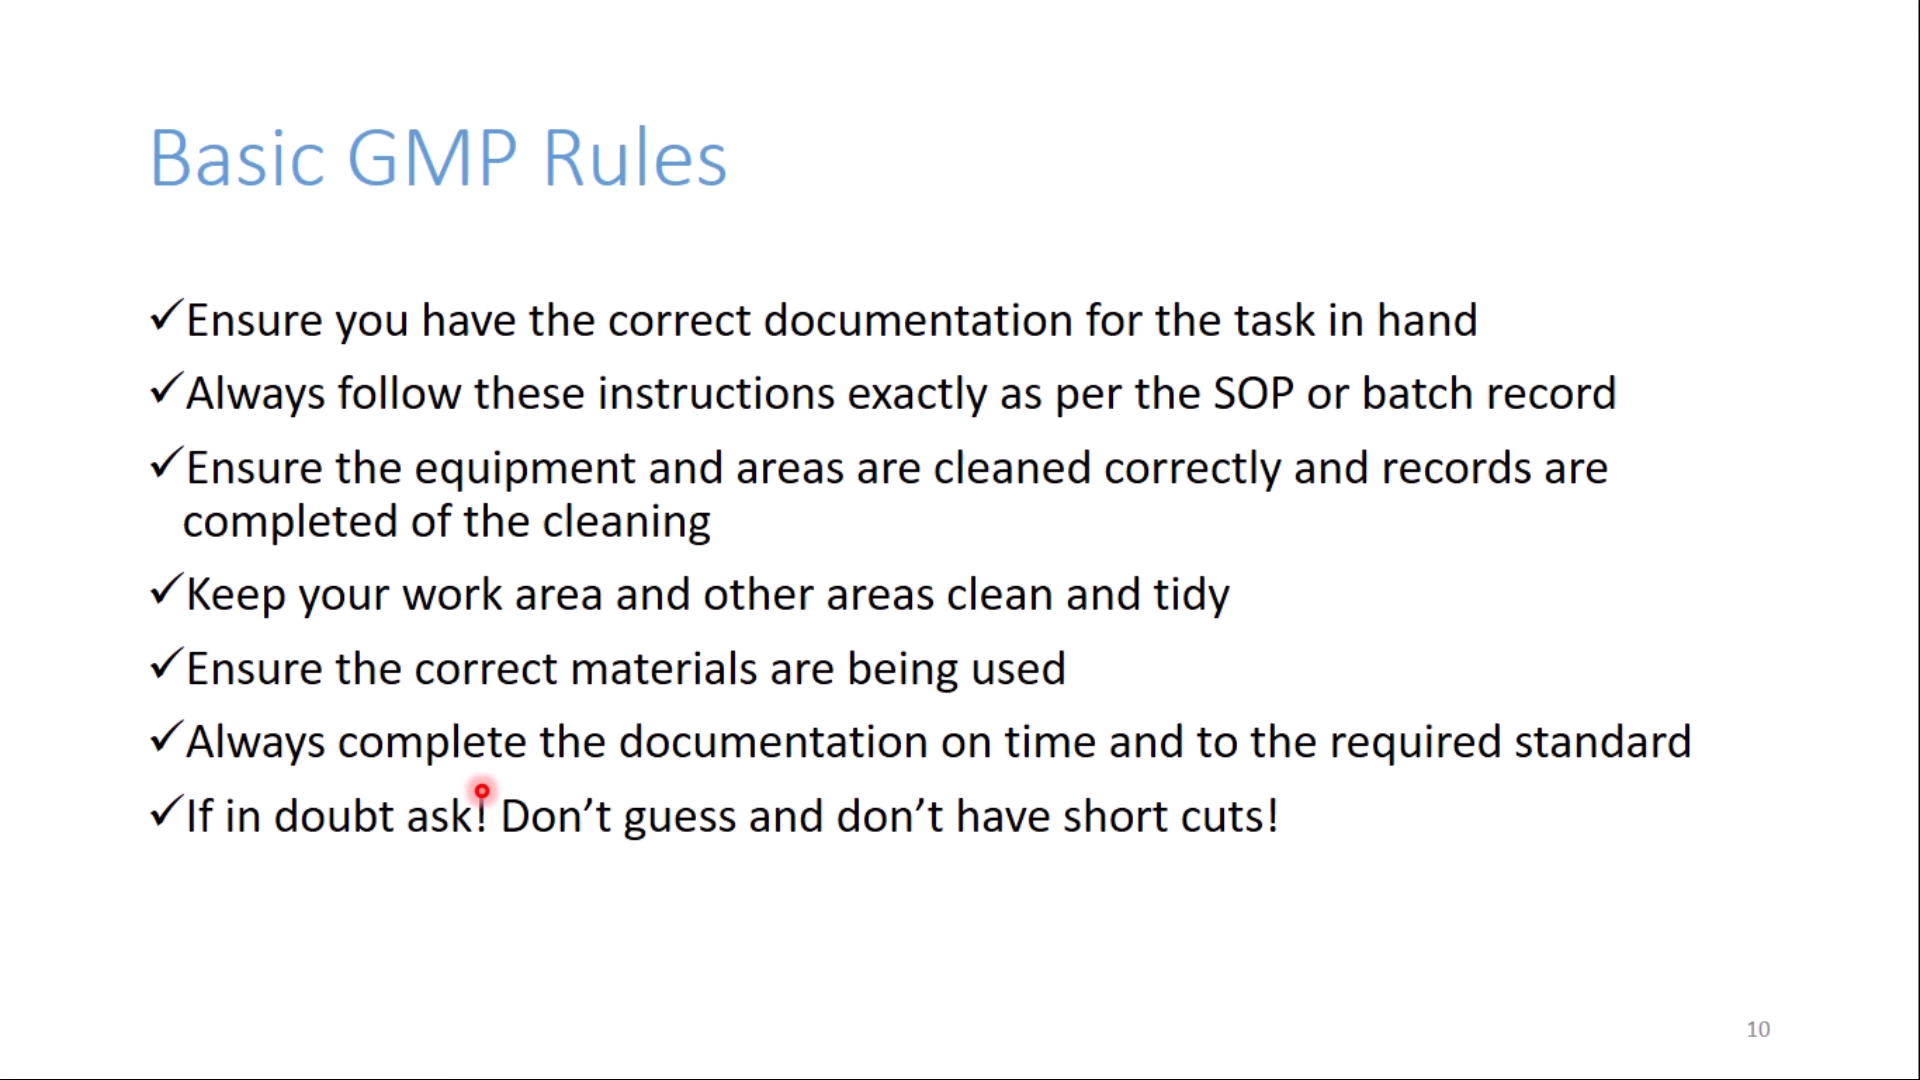 Basic GMP Rules
✓Ensure you have the correct documentation for the task in hand
✓Always follow these instructions exactly as per the SOP or batch record
✓Ensure the equipment and areas are cleaned correctly and records are
completed of the cleaning
✓Keep your work area and other areas clean and tidy
✓Ensure the correct materials are being used
✓Always complete the documentation on time and to the required standard
✓If in doubt ask! Don’t guess and don’t have short cuts!
10